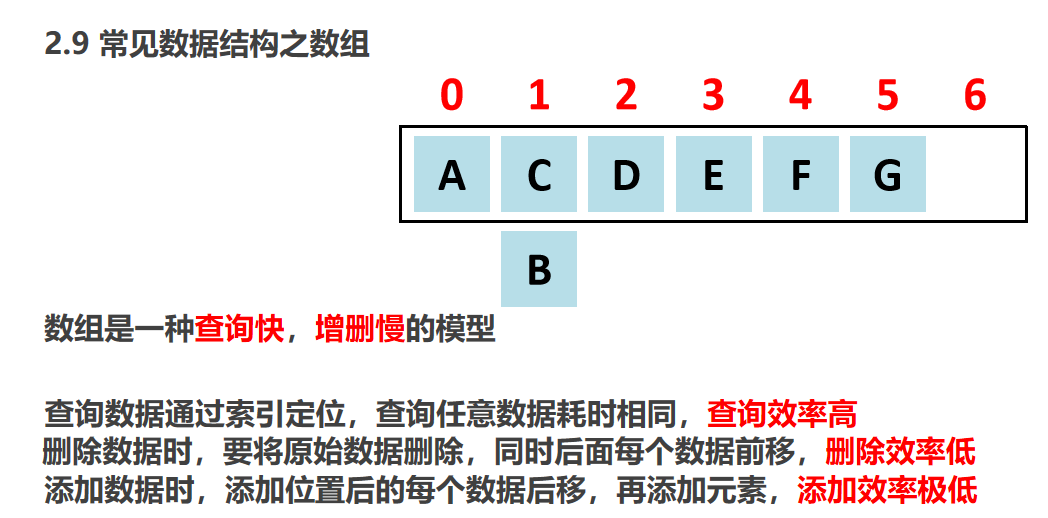 2.9 常见数据结构之数组
0 1 2 3 4 5 6
A C D E F G
B
数组是一种查询快，增删慢的模型
查询数据通过索引定位，查询任意数据耗时相同，查询效率高
删除数据时，要将原始数据删除，同时后面每个数据前移，删除效率低
添加数据时，添加位置后的每个数据后移，再添加元素，添加效率极低